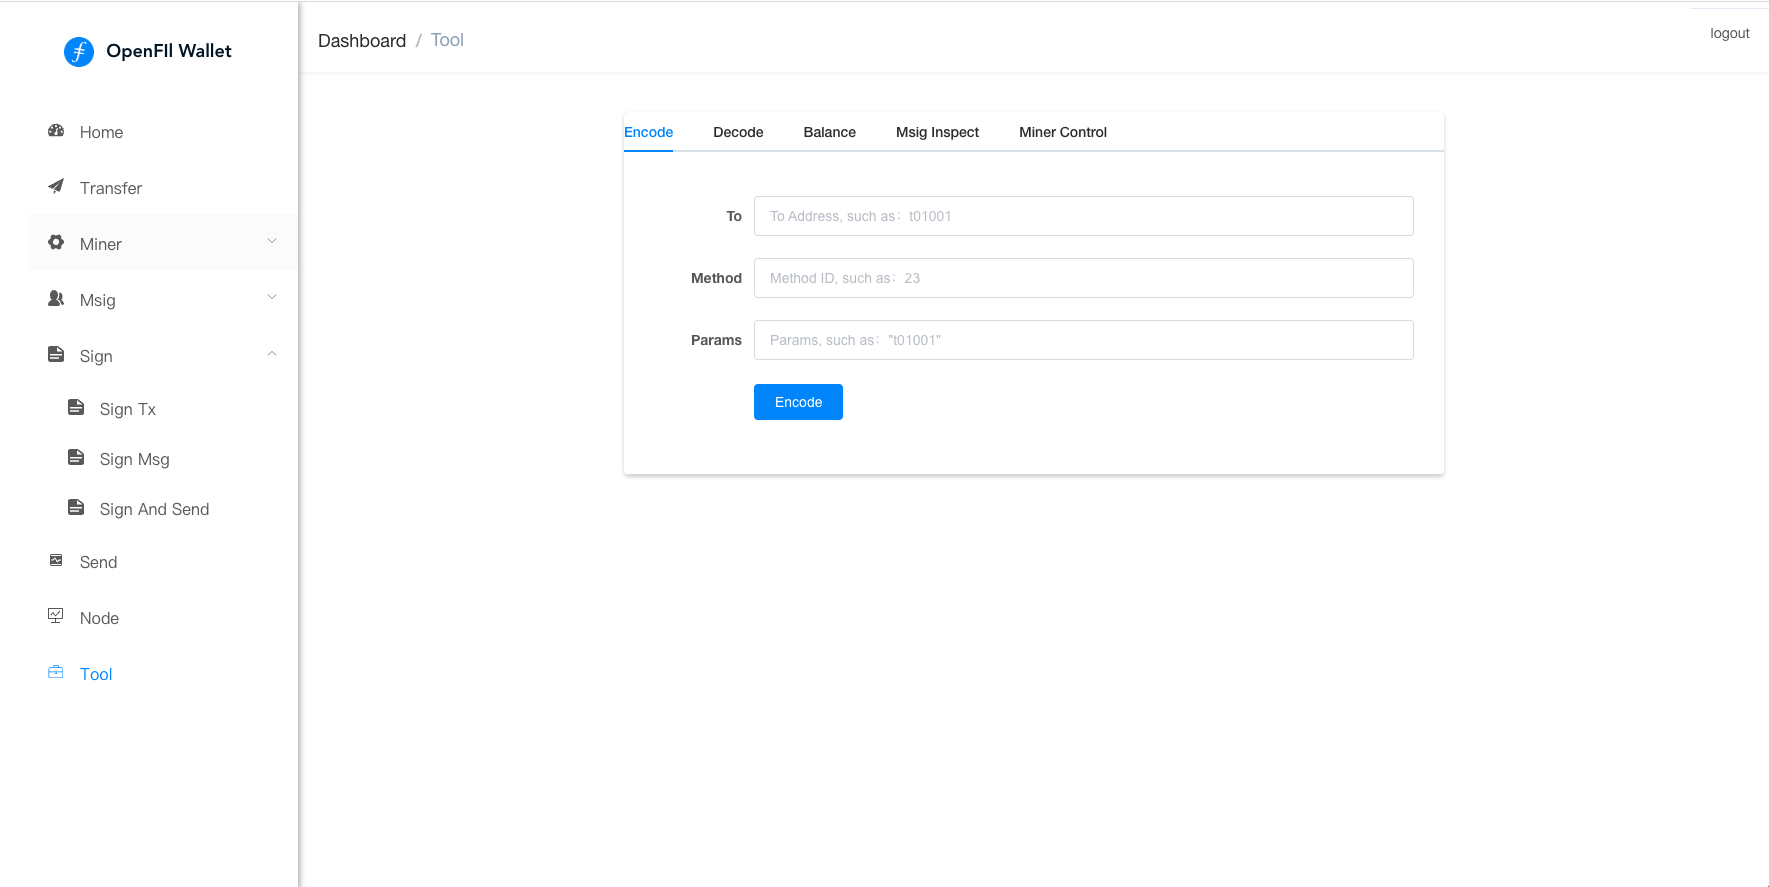 OpenFIl Wallet
Home
Transfer
Miner
Msig
Sign
Sign Tx
Sign Msg
Sign And Send
Send
Node
Tool
Dashboard / Tool
logout
Encode Decode Balance Msig Inspect Miner Control
To To Address, such as：t01001
Method Method ID, such as：23
Params Params, such as："t01001"
Encode